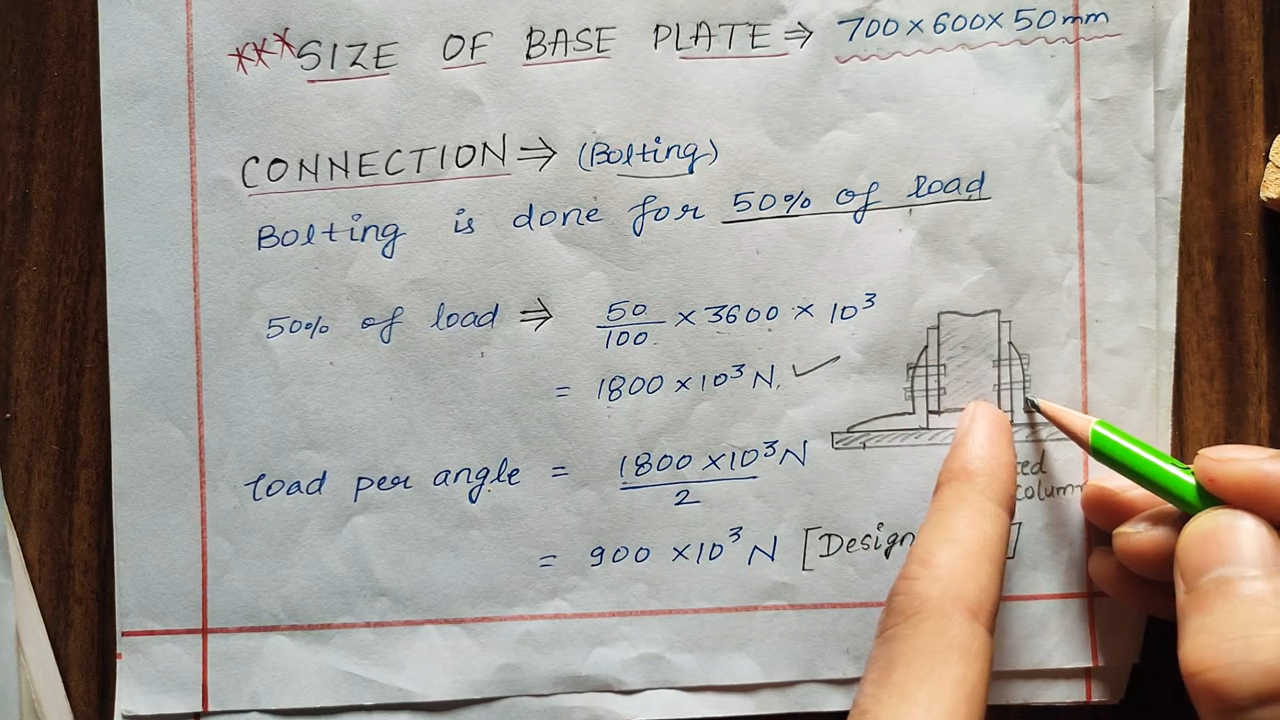 ***SIZE OF BASE PLATE ⇒ 700×600×50mm
CONNECTION ⇒ (Bolting)
Bolting is done for 50% of load
50% of load ⇒ 50/100 × 3600 × 10³
= 1800 × 10³ N. ✓
load per angle = 1800 ×10³N / 2
= 900 ×10³ N [Design ]